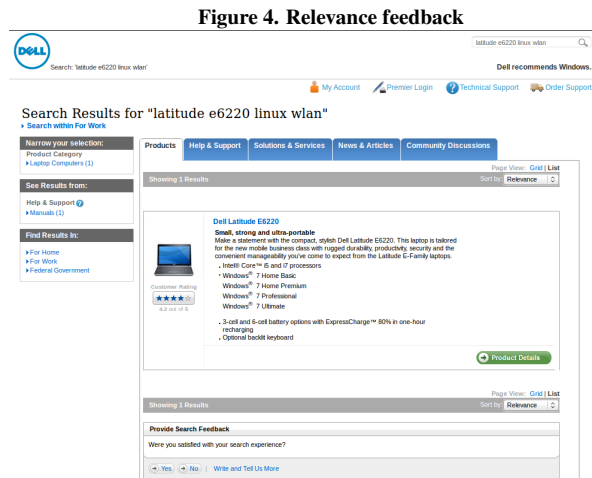 Figure 4. Relevance feedback
DELL
latitude e6220 linux wlan
Search: 'latitude e6220 linux wlan'
Dell recommends Windows.
My Account Premier Login Technical Support Order Support
Search Results for "latitude e6220 linux wlan"
Search within For Work
Narrow your selection:
Product Category
Laptop Computers (1)
See Results from:
Help & Support
Manuals (1)
Find Results In:
For Home
For Work
Federal Government
Products Help & Support Solutions & Services News & Articles Community Discussions
Page View: Grid | List
Showing 1 Results Sort by: Relevance
Dell Latitude E6220
Small, strong and ultra-portable
Make a statement with the compact, stylish Dell Latitude E6220. This laptop is tailored
for the new mobile business class with rugged durability, productivity, security and the
convenient manageability you've come to expect from the Latitude E-Family laptops.
. Intel® Core™ i5 and i7 processors
· Windows® 7 Home Basic
Windows® 7 Home Premium
Windows® 7 Professional
Windows® 7 Ultimate
. 3-cell and 6-cell battery options with ExpressCharge™ 80% in one-hour
recharging
. Optional backlit keyboard
Customer Rating
4.2 out of 5
Product Details
Page View: Grid | List
Showing 1 Results Sort by: Relevance
Provide Search Feedback
Were you satisfied with your search experience?
Yes No | Write and Tell Us More